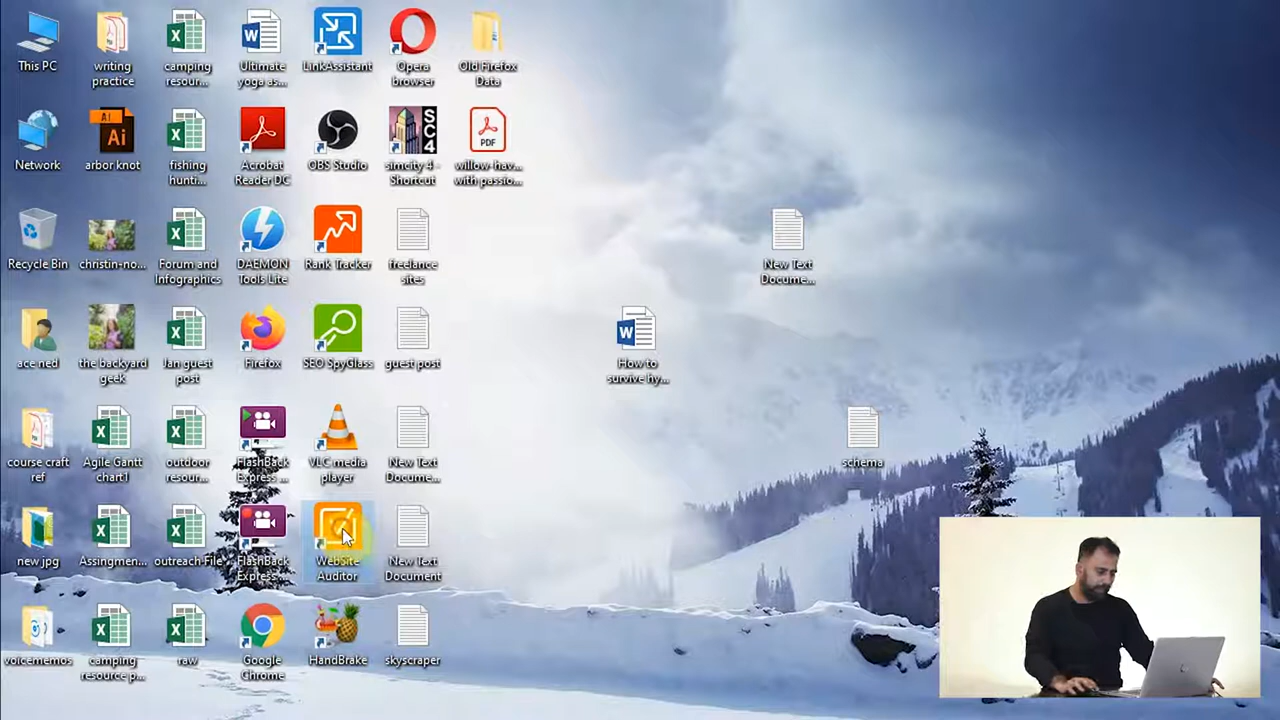 This PC
writing
practice
camping
resour...
Ultimate
yoga as...
LinkAssistant
Opera
browser
Old Firefox
Data
Network
Ai
Ai
arbor knot
fishing
hunti...
Acrobat
Reader DC
OBS Studio
SC4
simcity 4 -
Shortcut
PDF
willow-hav...
with passio...
Recycle Bin
christin-no...
Forum and
Infographics
DAEMON
Tools Lite
Rank Tracker
freelance
sites
New Text
Docume...
ace ned
the backyard
geek
Jan guest
post
Firefox
SEO SpyGlass
guest post
How to
survive hy...
course craft
ref
Agile Gantt
chart1
outdoor
resour...
FlashBack
Express ...
VLC media
player
New Text
Docume...
schema
new jpg
Assingmen...
outreach File
FlashBack
Express ...
WebSite
Auditor
New Text
Document
voicememos
camping
resource p...
raw
Google
Chrome
HandBrake
skyscraper